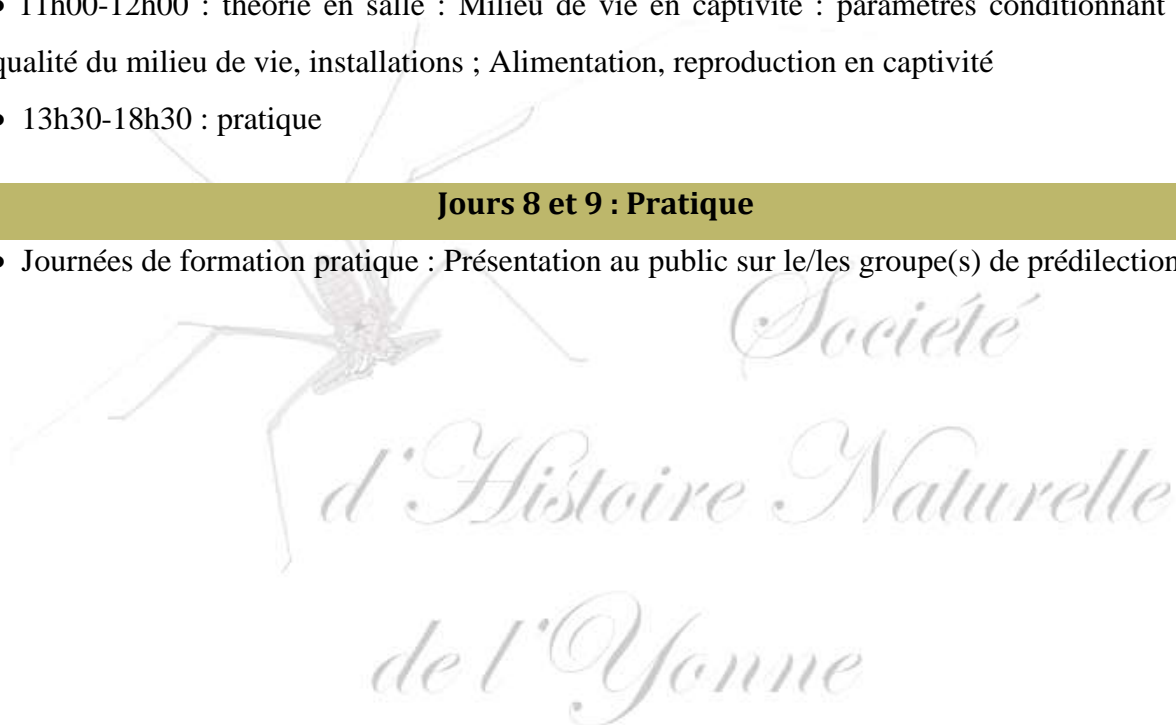 • 11h00-12h00 : théorie en salle : Milieu de vie en captivité : paramètres conditionnant
qualité du milieu de vie, installations ; Alimentation, reproduction en captivité
• 13h30-18h30 : pratique
Jours 8 et 9 : Pratique
• Journées de formation pratique : Présentation au public sur le/les groupe(s) de prédilection
Société
d'Histoire Naturelle
de l'Yonne